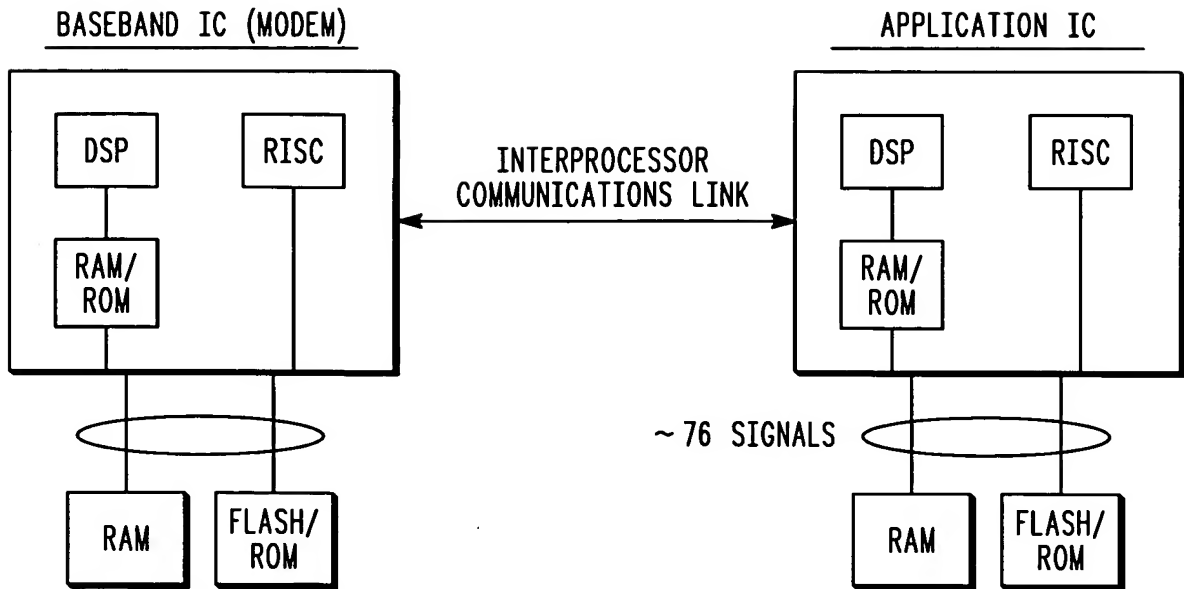 BASEBAND IC (MODEM)
APPLICATION IC
DSP
RISC
RAM/
ROM
INTERPROCESSOR
COMMUNICATIONS LINK
DSP
RISC
RAM/
ROM
~ 76 SIGNALS
RAM
FLASH/
ROM
RAM
FLASH/
ROM